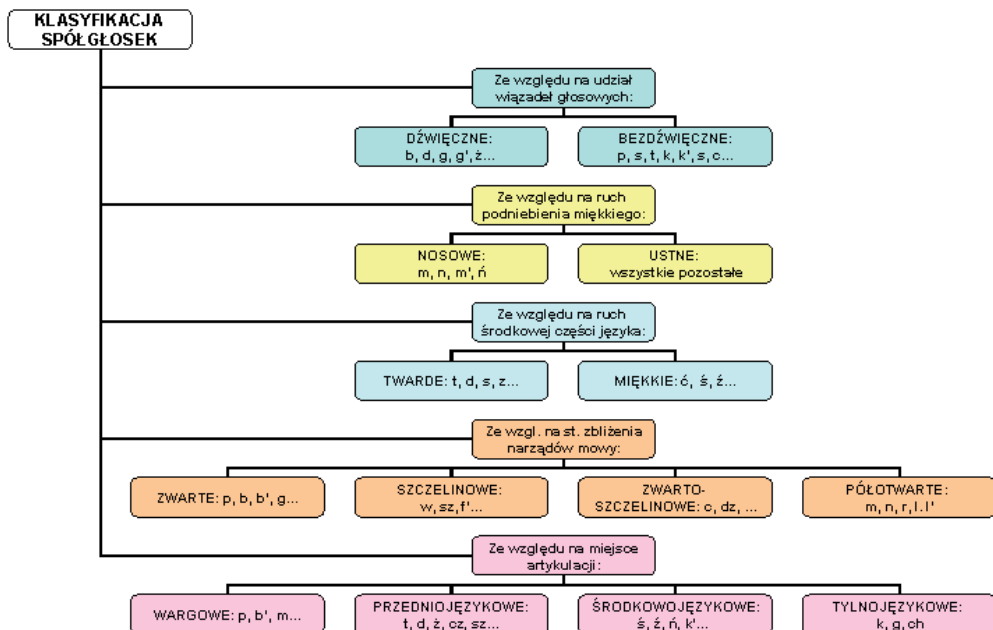 KLASYFIKACJA
SPÓŁGŁOSEK
Ze względu na udział
wiązadeł głosowych:
DŹWIĘCZNE:
b, d, g, g', ż...
BEZDŹWIĘCZNE:
p, s, t, k, k', s, c...
Ze względu na ruch
podniebienia miękkiego:
NOSOWE:
m, n, m', ń
USTNE:
wszystkie pozostałe
Ze względu na ruch
środkowej części języka:
TWARDE: t, d, s, z...
MIĘKKIE: ć, ś, ź...
Ze wzgl. na st. zbliżenia
narządów mowy:
ZWARTE: p, b, b', g...
SZCZELINOWE:
w, sz, f'...
ZWARTO-
SZCZELINOWE: c, dz, ...
PÓŁOTWARTE:
m, n, r, l. l'
Ze względu na miejsce
artykulacji:
WARGOWE: p, b', m...
PRZEDNIOJĘZYKOWE:
t, d, ż, cz, sz...
ŚRODKOWOJĘZYKOWE:
ś, ź, ń, k'...
TYLNOJĘZYKOWE:
k, g, ch